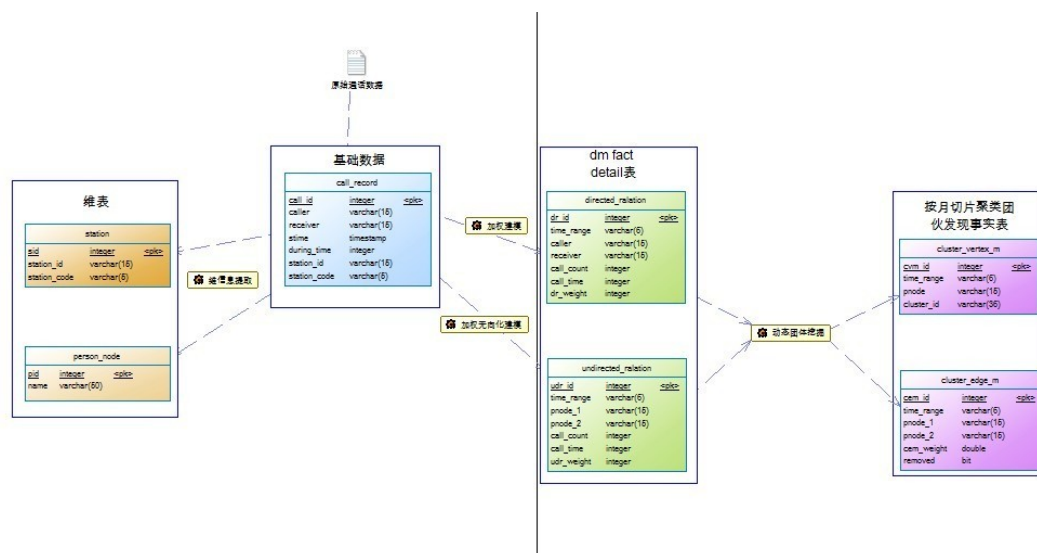 原始通话数据
维表
station
sid integer <pk>
station_id varchar(15)
station_code varchar(5)
person_node
pid integer <pk>
name varchar(50)
维信息提取
基础数据
call_record
call_id integer <pk>
caller varchar(15)
receiver varchar(15)
stime timestamp
during_time integer
station_id varchar(15)
station_code varchar(5)
加权建模
加权无向化建模
dm fact
detail表
directed_ralation
dr_id integer <pk>
time_range varchar(6)
caller varchar(15)
receiver varchar(15)
call_count integer
call_time integer
dr_weight integer
undirected_ralation
udr_id integer <pk>
time_range varchar(6)
pnode_1 varchar(15)
pnode_2 varchar(15)
call_count integer
call_time integer
udr_weight integer
动态团体挖掘
按月切片聚类团
伙发现事实表
cluster_vertex_m
cvm_id integer <pk>
time_range varchar(6)
pnode varchar(15)
cluster_id varchar(36)
cluster_edge_m
cem_id integer <pk>
time_range varchar(6)
pnode_1 varchar(15)
pnode_2 varchar(15)
cem_weight double
removed bit